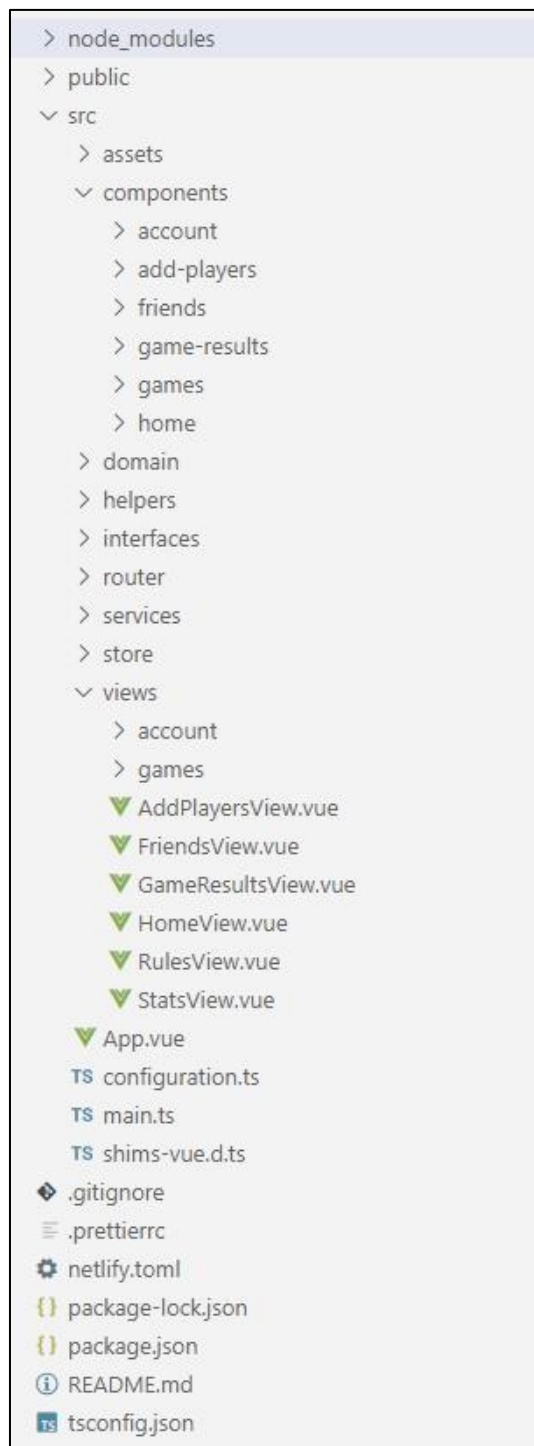 node_modules
public
src
assets
components
account
add-players
friends
game-results
games
home
domain
helpers
interfaces
router
services
store
views
account
games
AddPlayersView.vue
FriendsView.vue
GameResultsView.vue
HomeView.vue
RulesView.vue
StatsView.vue
App.vue
TS configuration.ts
TS main.ts
TS shims-vue.d.ts
.gitignore
.prettierrc
netlify.toml
{} package-lock.json
{} package.json
README.md
TS tsconfig.json